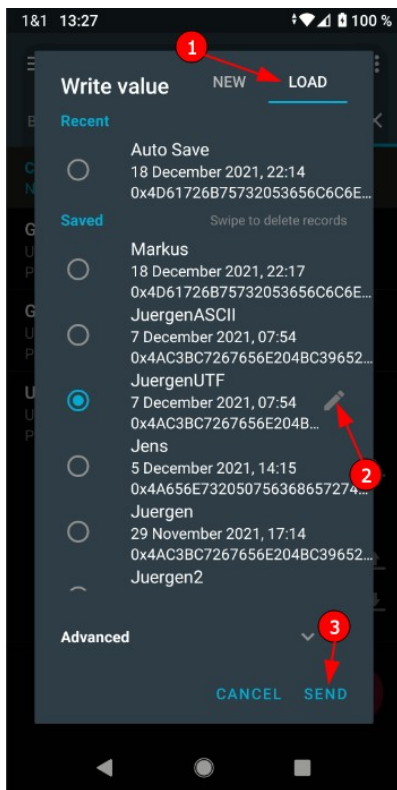 1&1 13:27 100 %
1
Write value NEW LOAD
Recent
Auto Save
18 December 2021, 22:14
0x4D61726B75732053656C6C6E…
Saved Swipe to delete records
Markus
18 December 2021, 22:17
0x4D61726B75732053656C6C6E…
JuergenASCII
7 December 2021, 07:54
0x4AC3BC7267656E204BC39652…
JuergenUTF
7 December 2021, 07:54
0x4AC3BC7267656E204B…
2
Jens
5 December 2021, 14:15
0x4A656E732050756368657274…
Juergen
29 November 2021, 17:14
0x4AC3BC7267656E204BC39652…
Juergen2
Advanced
3
CANCEL SEND